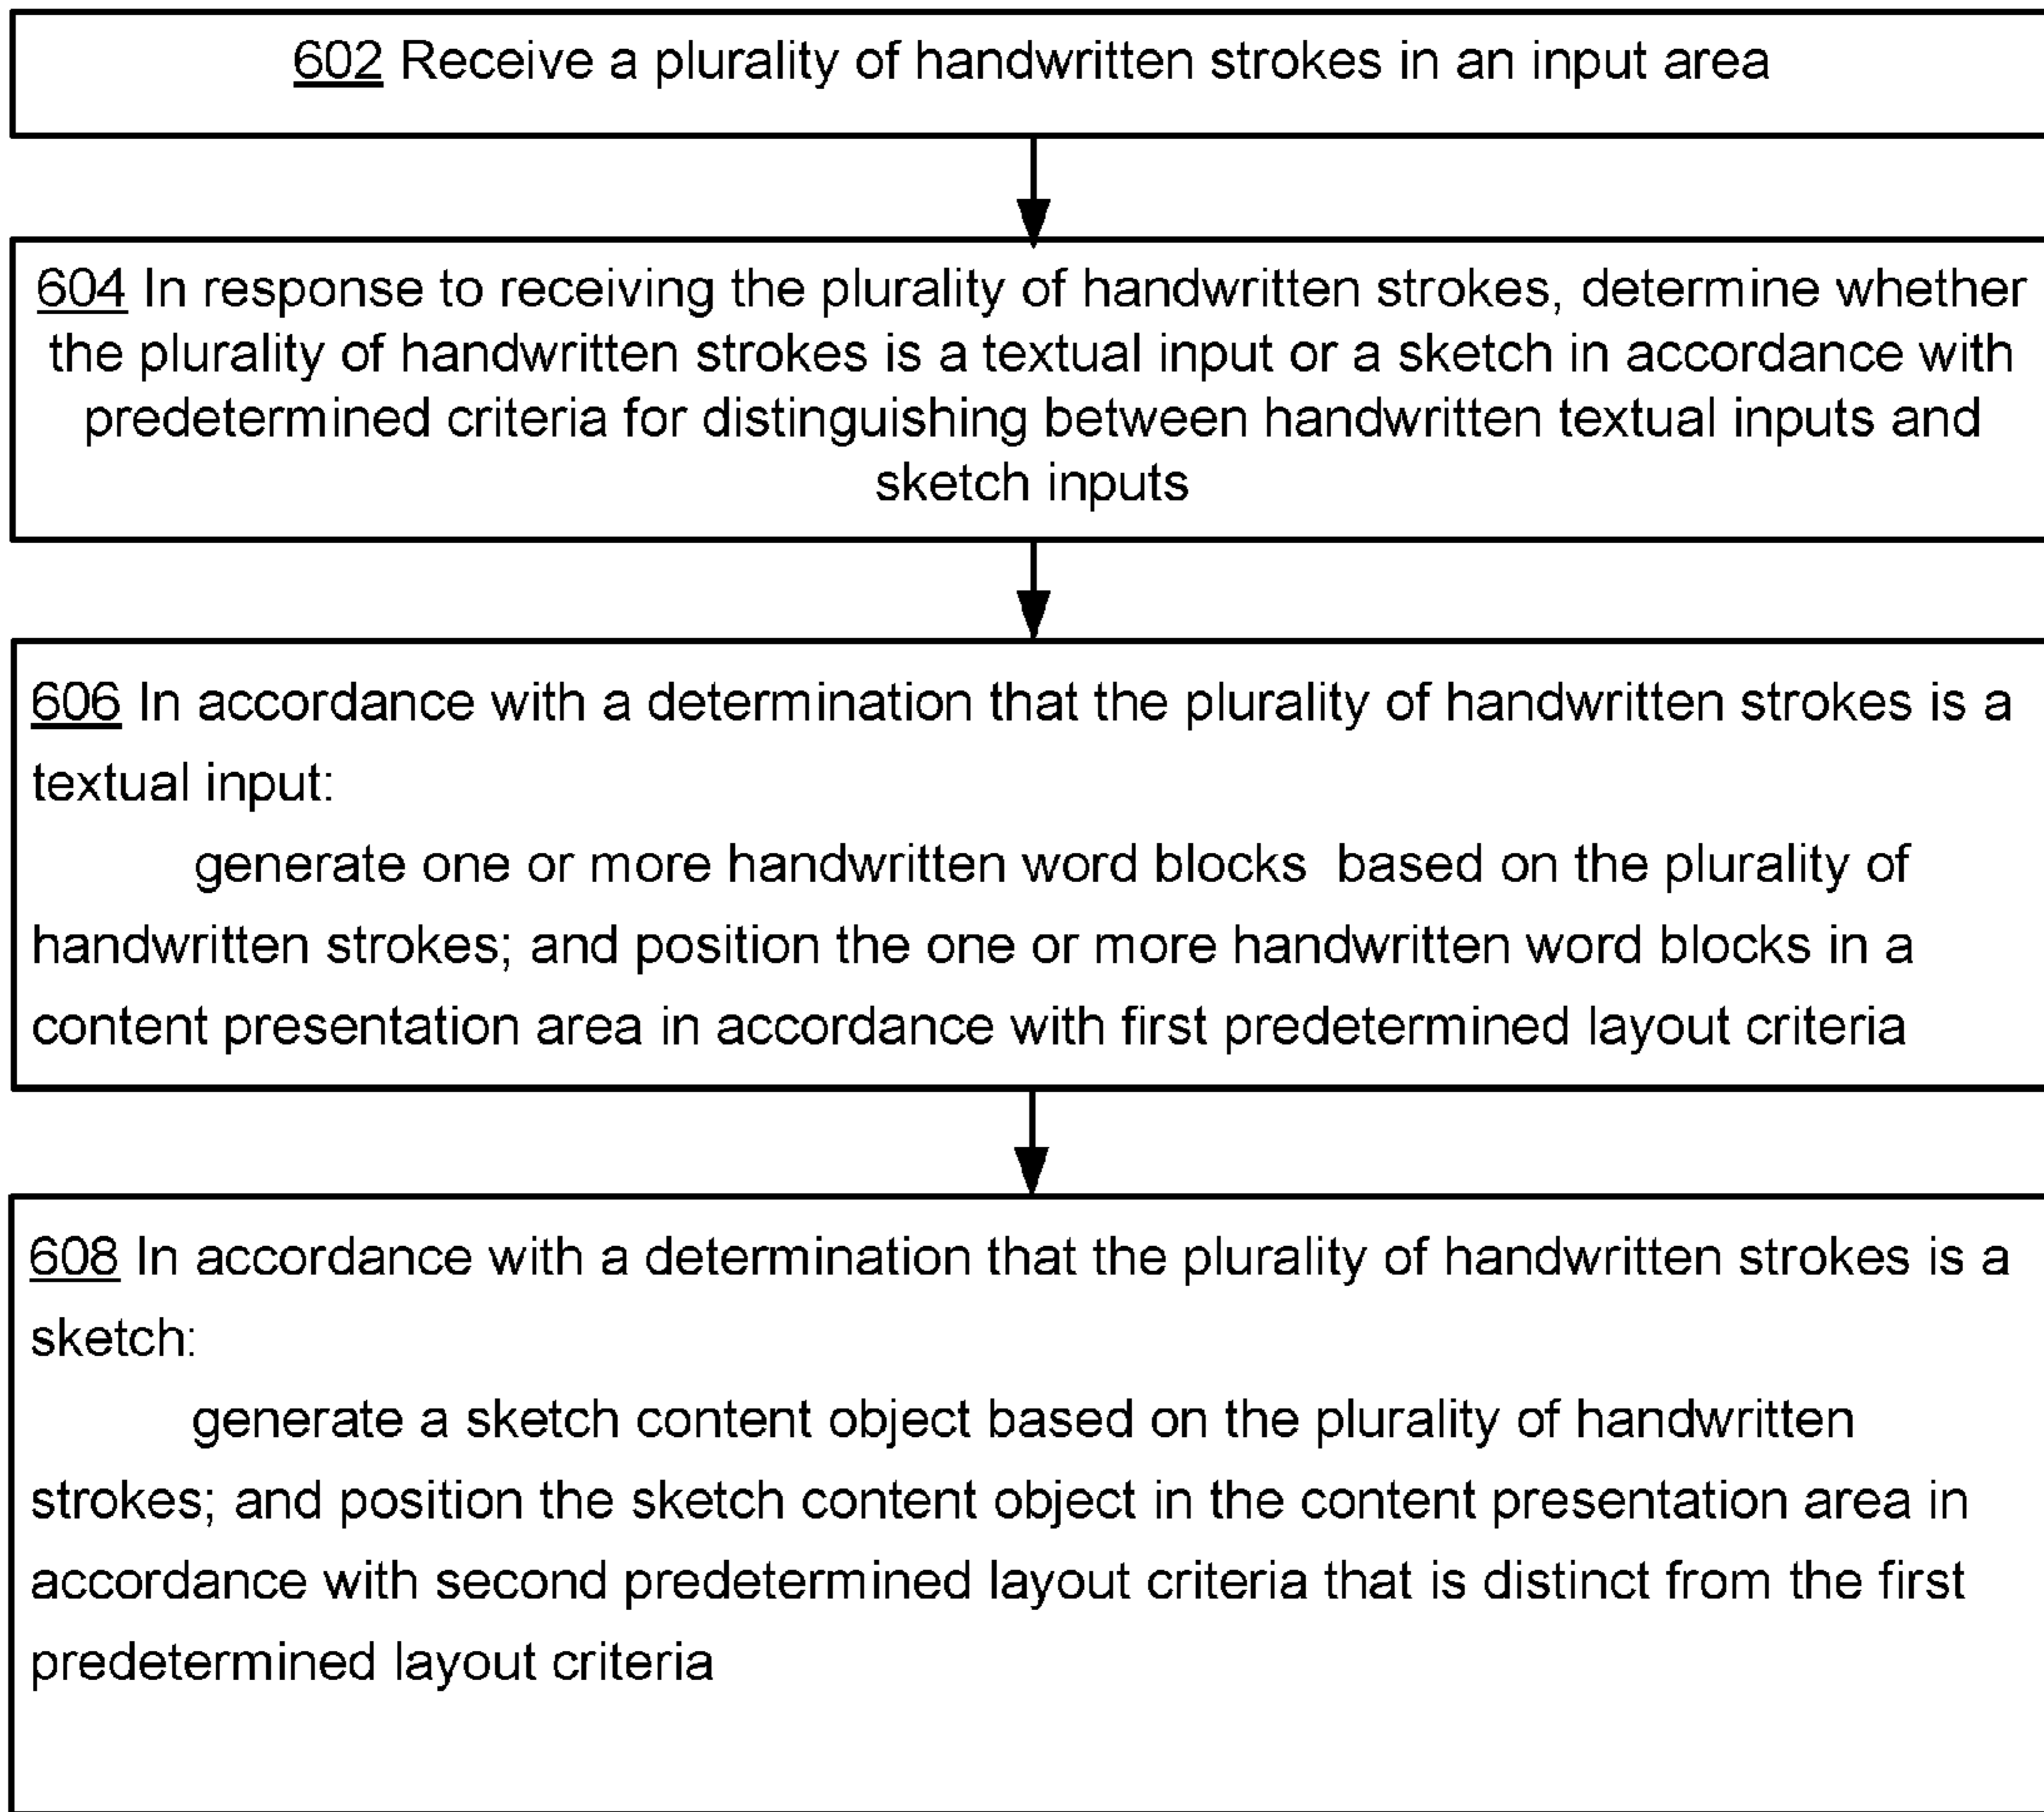 602 Receive a plurality of handwritten strokes in an input area
604 In response to receiving the plurality of handwritten strokes, determine whether
the plurality of handwritten strokes is a textual input or a sketch in accordance with
predetermined criteria for distinguishing between handwritten textual inputs and
sketch inputs
606 In accordance with a determination that the plurality of handwritten strokes is a
textual input:
generate one or more handwritten word blocks based on the plurality of
handwritten strokes; and position the one or more handwritten word blocks in a
content presentation area in accordance with first predetermined layout criteria
608 In accordance with a determination that the plurality of handwritten strokes is a
sketch:
generate a sketch content object based on the plurality of handwritten
strokes; and position the sketch content object in the content presentation area in
accordance with second predetermined layout criteria that is distinct from the first
predetermined layout criteria